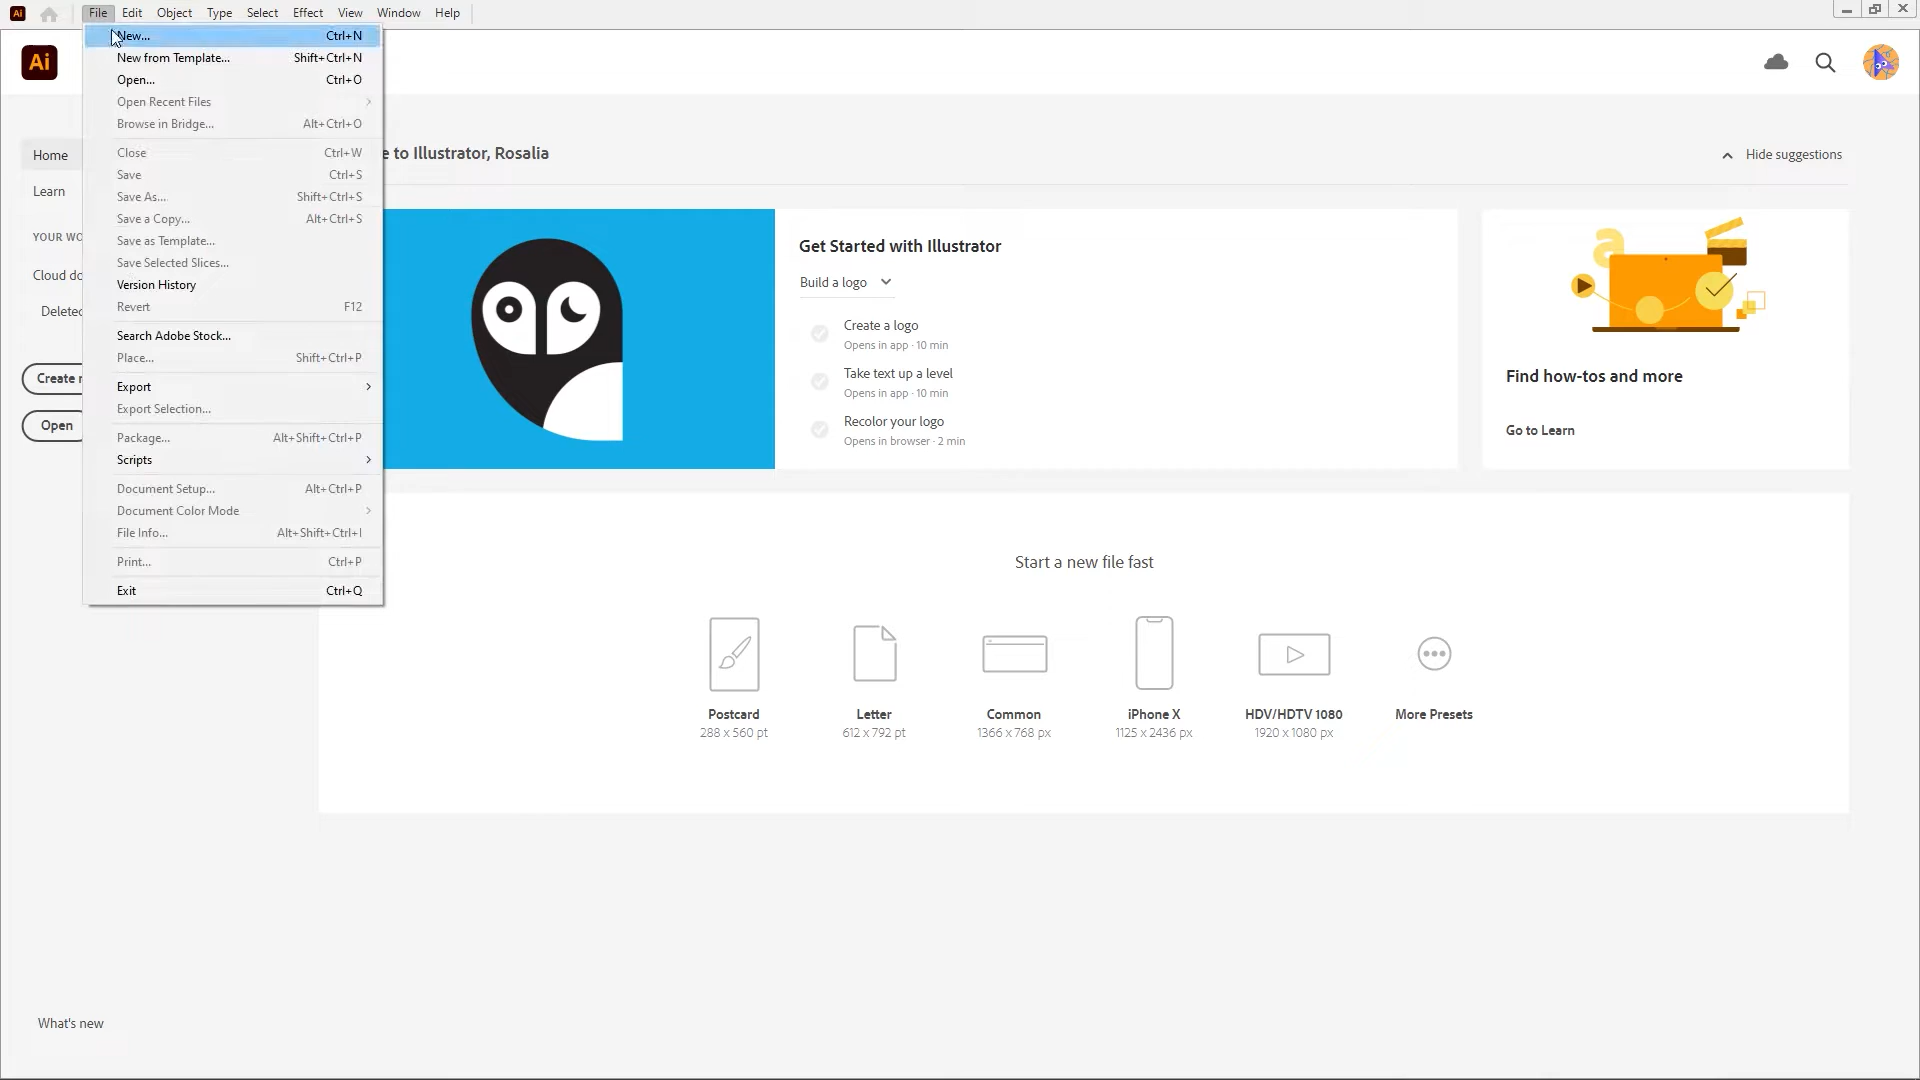 Ai File Edit Object Type Select Effect View Window Help
Ai
New... Ctrl+N
New from Template... Shift+Ctrl+N
Open... Ctrl+O
Open Recent Files
Browse in Bridge... Alt+Ctrl+O
Close Ctrl+W
Save Ctrl+S
Save As... Shift+Ctrl+S
Save a Copy... Alt+Ctrl+S
Save as Template...
Save Selected Slices...
Version History
Revert F12
Search Adobe Stock...
Place... Shift+Ctrl+P
Export
Export Selection...
Package... Alt+Shift+Ctrl+P
Scripts
Document Setup... Alt+Ctrl+P
Document Color Mode
File Info... Alt+Shift+Ctrl+I
Print... Ctrl+P
Exit Ctrl+Q
Home
Learn
YOUR WO
Cloud do
Deleted
Create n
Open
What's new
e to Illustrator, Rosalia
Hide suggestions
Get Started with Illustrator
Build a logo
Create a logo
Opens in app · 10 min
Take text up a level
Opens in app · 10 min
Recolor your logo
Opens in browser · 2 min
a
Find how-tos and more
Go to Learn
Start a new file fast
Postcard
288 x 560 pt
Letter
612 x 792 pt
Common
1366 x 768 px
iPhone X
1125 x 2436 px
HDV/HDTV 1080
1920 x 1080 px
More Presets